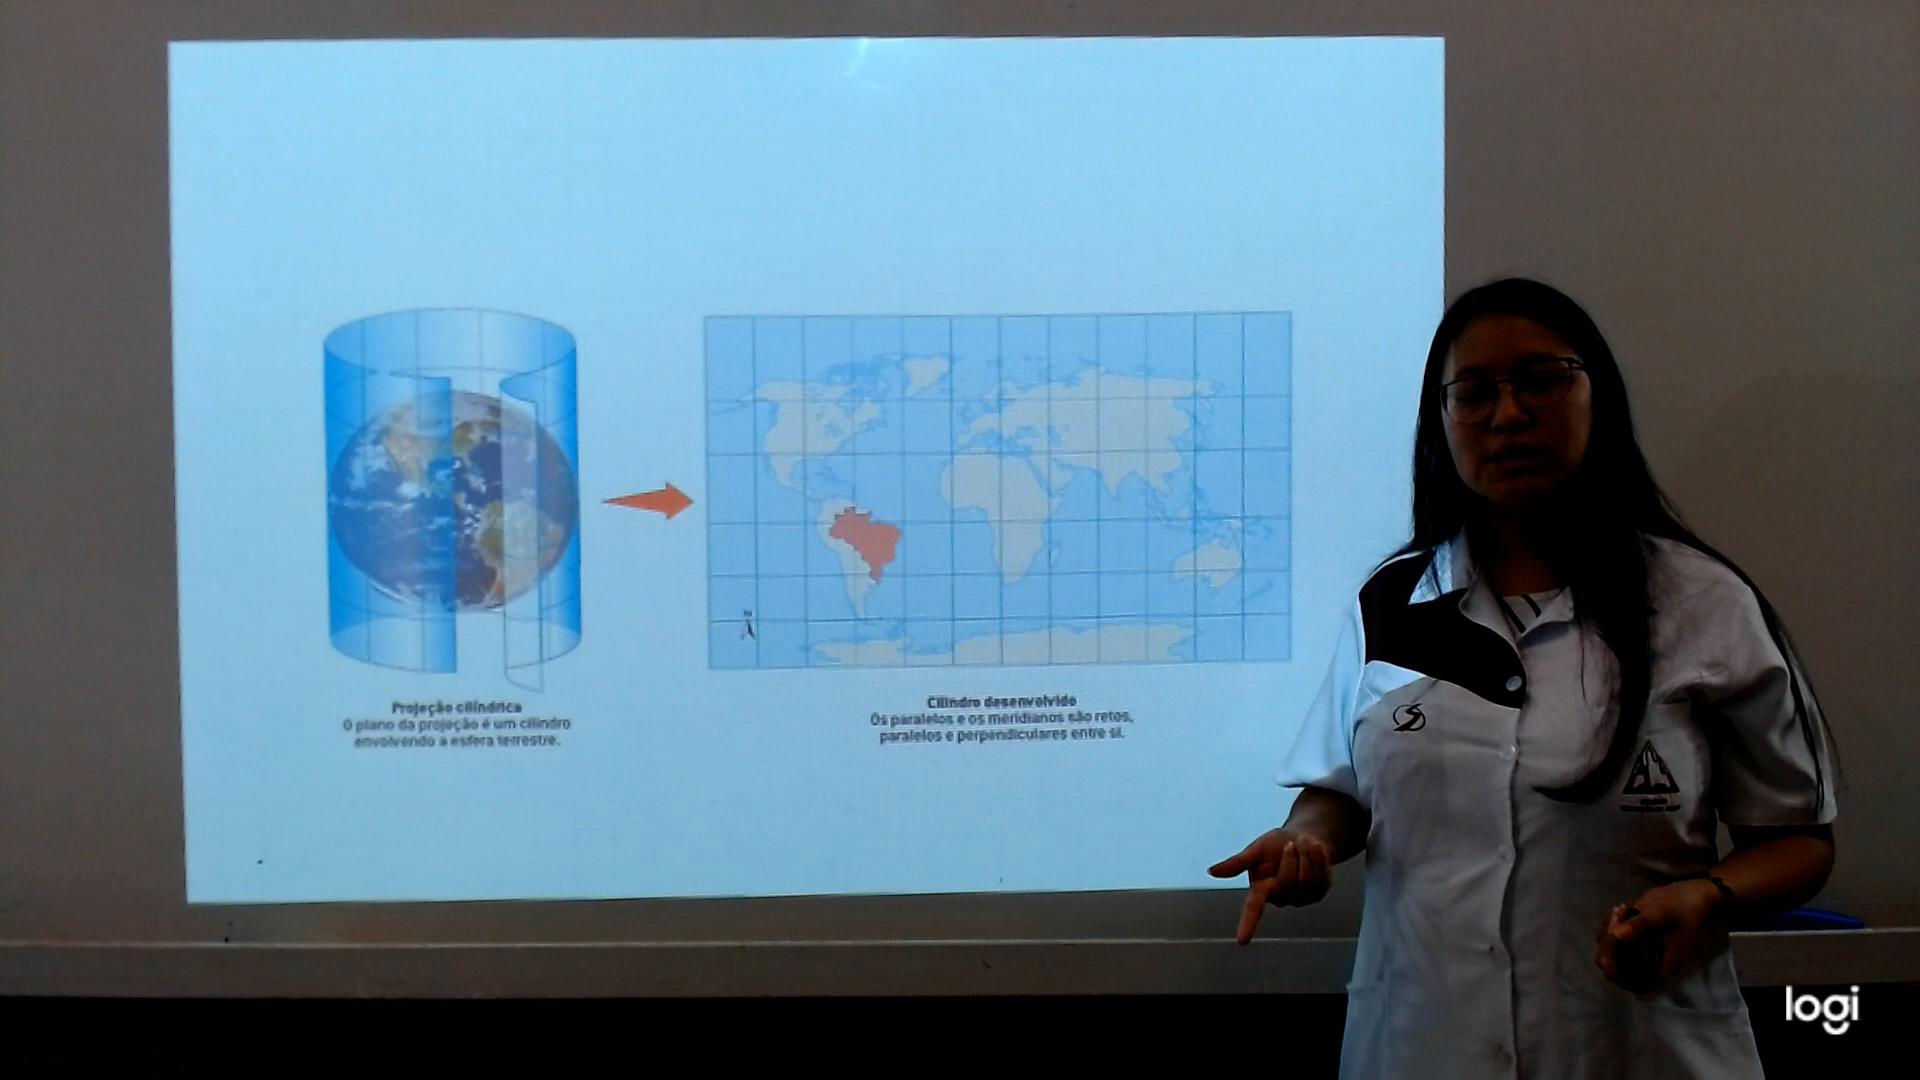 Projeção cilíndrica
O plano da projeção é um cilindro
envolvendo a esfera terrestre.
Cilindro desenvolvido
Os paralelos e os meridianos são retos,
paralelos e perpendiculares entre si.
N
logi